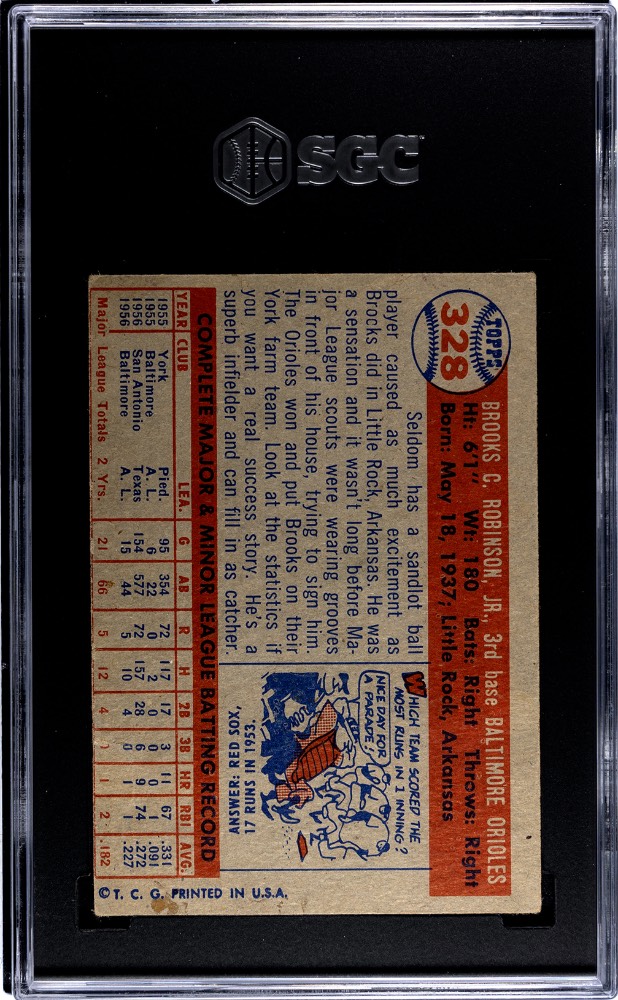 SGC
TOPPS
328
BROOKS C. ROBINSON, JR., 3rd base BALTIMORE ORIOLES
Ht: 6'1" Wt: 180 Bats: Right Throws: Right
Born: May 18, 1937; Little Rock, Arkansas
Seldom has a sandlot ball
player caused as much excitement as
Brocks did in Little Rock, Arkansas. He was
a sensation and it wasn't long before Ma-
jor League scouts were wearing grooves
in front of his house, trying to sign him.
The Orioles won and put Brooks on their
York farm team. Look at the statistics if
you want a real success story. He's a
superb infielder and can fill in as catcher.
WHICH TEAM SCORED THE
MOST RUNS IN 1 INNING?
NICE DAY FOR
A PARADE!
17 RUNS IN 1953.
ANSWER: RED SOX,
COMPLETE MAJOR & MINOR LEAGUE BATTING RECORD
YEAR CLUB LEA. G AB R H 2B 3B HR RBI AVG.
1955 York Pied. 95 354 72 117 17 3 11 67 .331
1955 Baltimore A. L. 6 22 0 2 0 0 0 1 .091
1956 San Antonio Texas 154 577 72 157 28 6 9 74 .272
1956 Baltimore A. L. 15 44 5 10 4 0 1 1 .227
Major League Totals 2 Yrs. 21 66 5 12 4 0 1 2 .182
© T. C. G. PRINTED IN U.S.A.